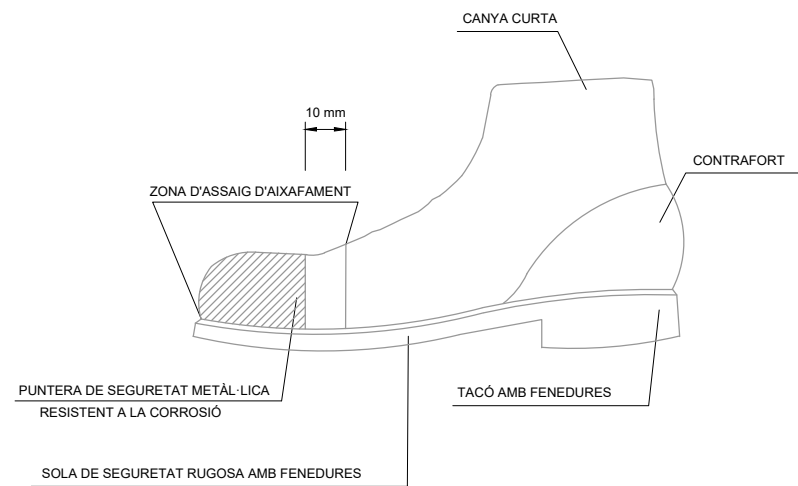 CANYA CURTA
10 mm
CONTRAFORT
ZONA D'ASSAIG D'AIXAFAMENT
PUNTERA DE SEGURETAT METÀL·LICA
RESISTENT A LA CORROSIÓ
TACÓ AMB FENEDURES
SOLA DE SEGURETAT RUGOSA AMB FENEDURES